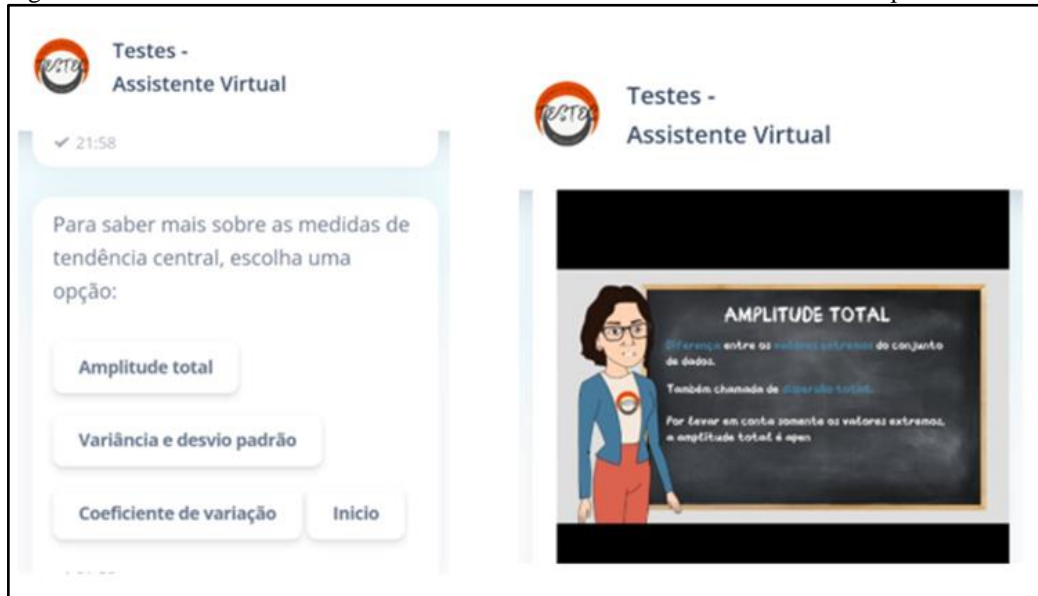 Testes -
Assistente Virtual
21:58
Para saber mais sobre as medidas de
tendência central, escolha uma
opção:
Amplitude total
Variância e desvio padrão
Coeficiente de variação
Inicio
Testes -
Assistente Virtual
AMPLITUDE TOTAL
Diferença entre os valores extremos do conjunto
de dados.
Também chamada de dispersão total.
Por levar em conta somente os valores extremos,
a amplitude total é apen